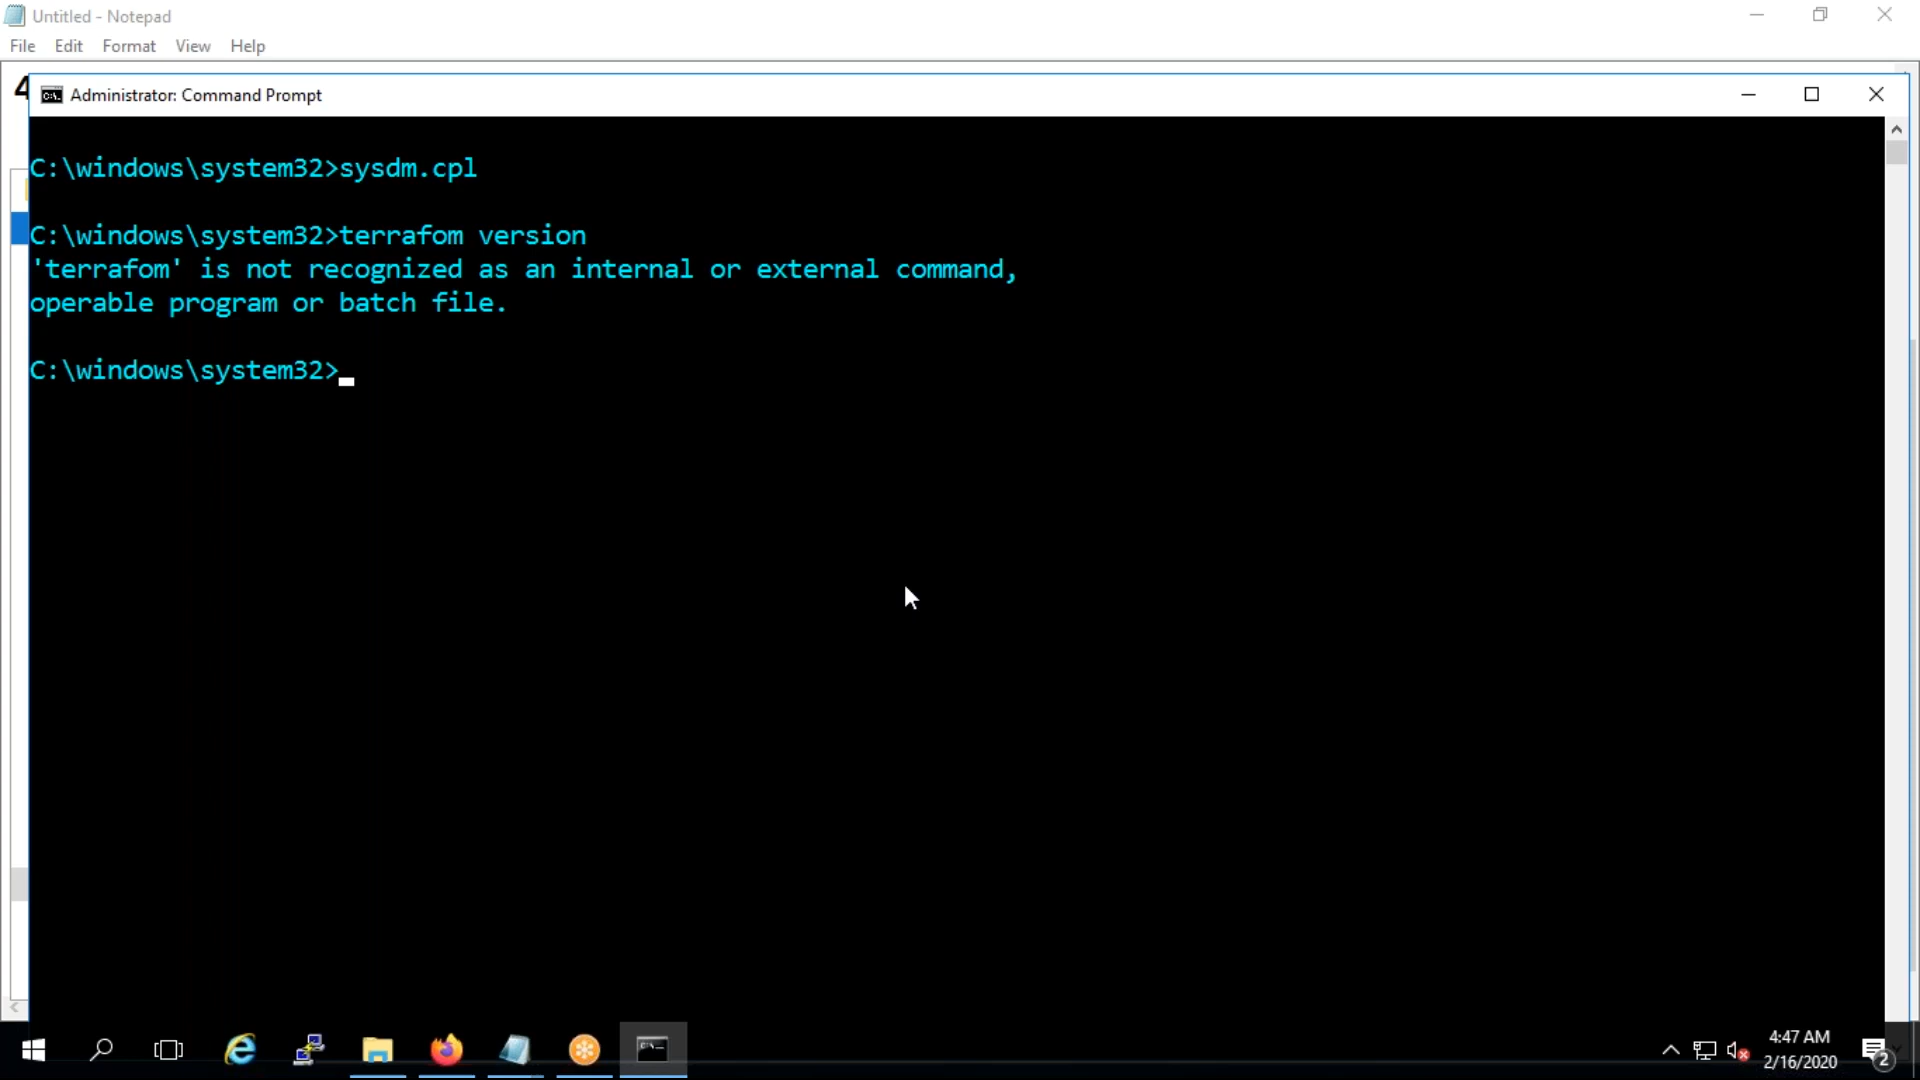 Untitled - Notepad
File Edit Format View Help
4
Administrator: Command Prompt
C:\windows\system32>sysdm.cpl
C:\windows\system32>terrafom version
'terrafom' is not recognized as an internal or external command,
operable program or batch file.
C:\windows\system32>
4:47 AM
2/16/2020
2